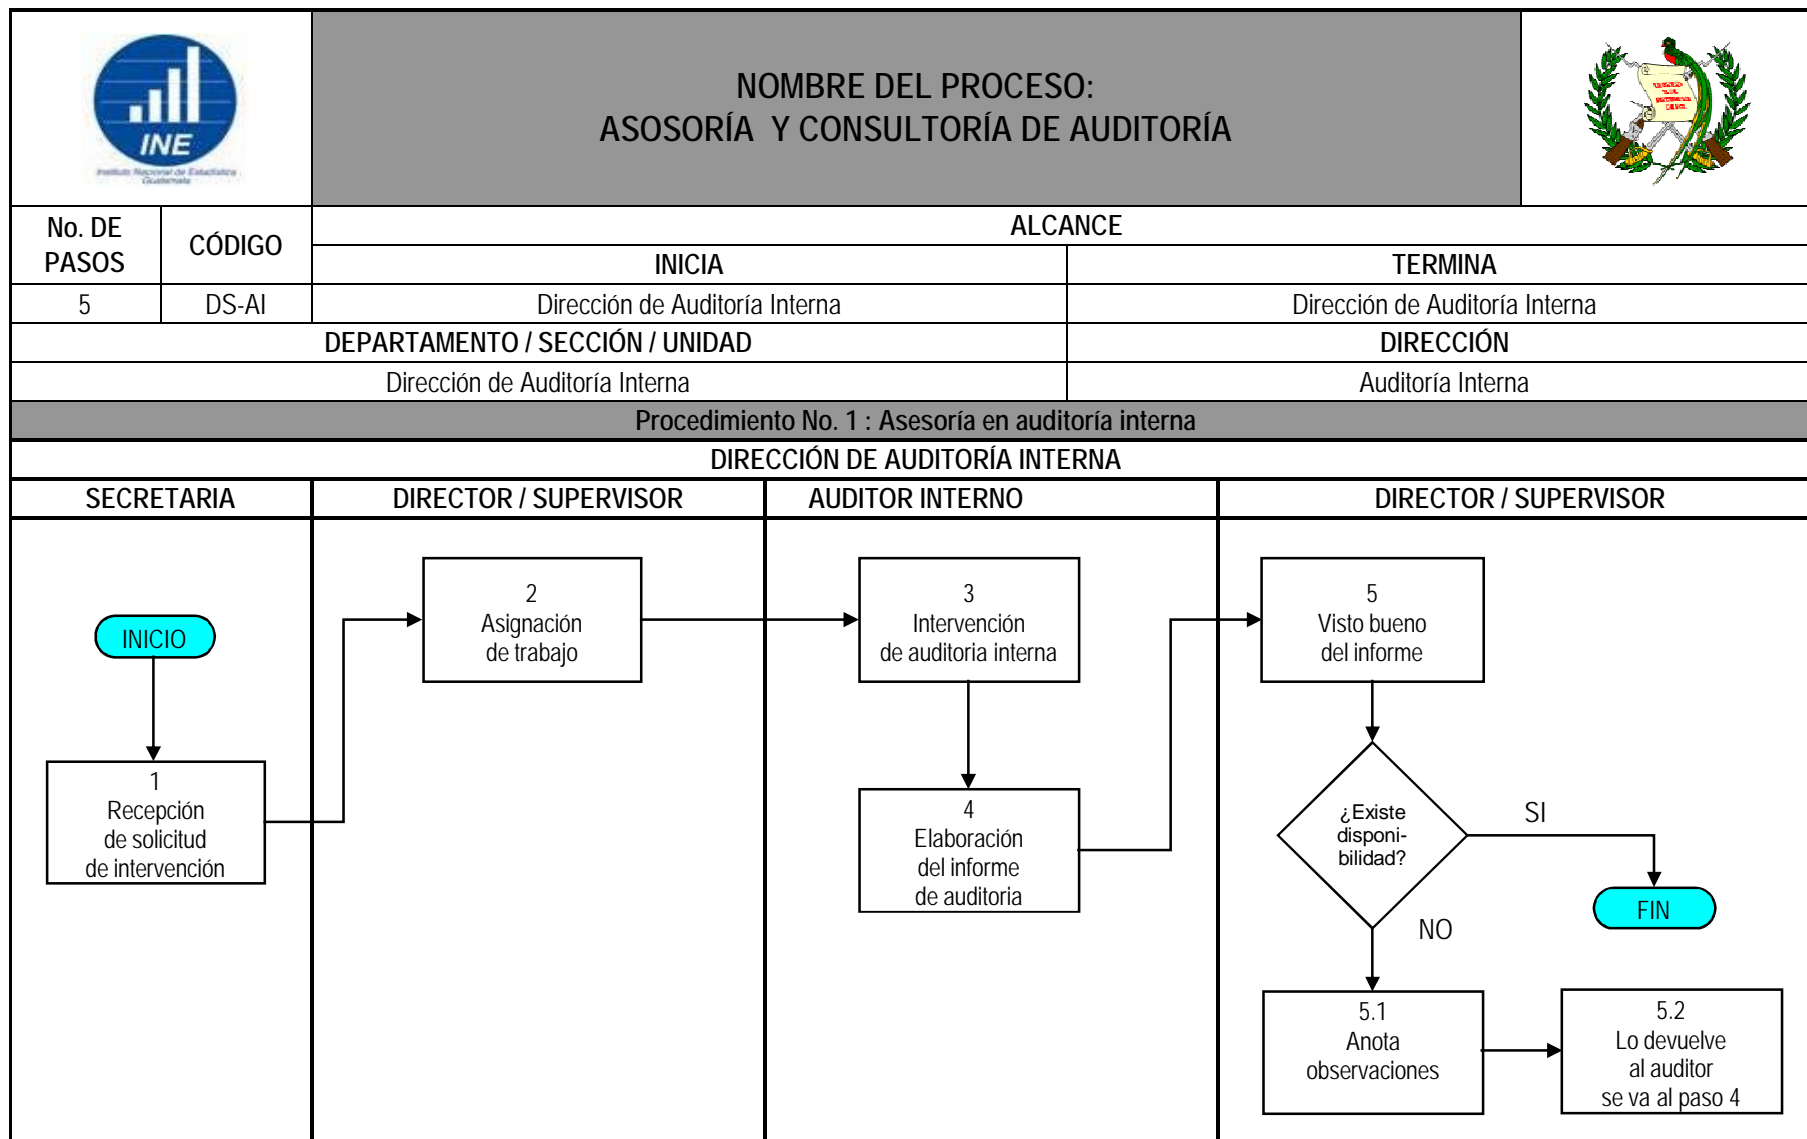 INE
Instituto Nacional de Estadística
Guatemala
NOMBRE DEL PROCESO:
ASOSORÍA Y CONSULTORÍA DE AUDITORÍA
No. DE
PASOS
CÓDIGO
ALCANCE
INICIA
TERMINA
5
DS-AI
Dirección de Auditoría Interna
Dirección de Auditoría Interna
DEPARTAMENTO / SECCIÓN / UNIDAD
DIRECCIÓN
Dirección de Auditoría Interna
Auditoría Interna
Procedimiento No. 1 : Asesoría en auditoría interna
DIRECCIÓN DE AUDITORÍA INTERNA
SECRETARIA
DIRECTOR / SUPERVISOR
AUDITOR INTERNO
DIRECTOR / SUPERVISOR
INICIO
1
Recepción
de solicitud
de intervención
2
Asignación
de trabajo
3
Intervención
de auditoria interna
4
Elaboración
del informe
de auditoria
5
Visto bueno
del informe
¿Existe
disponi-
bilidad?
SI
FIN
NO
5.1
Anota
observaciones
5.2
Lo devuelve
al auditor
se va al paso 4